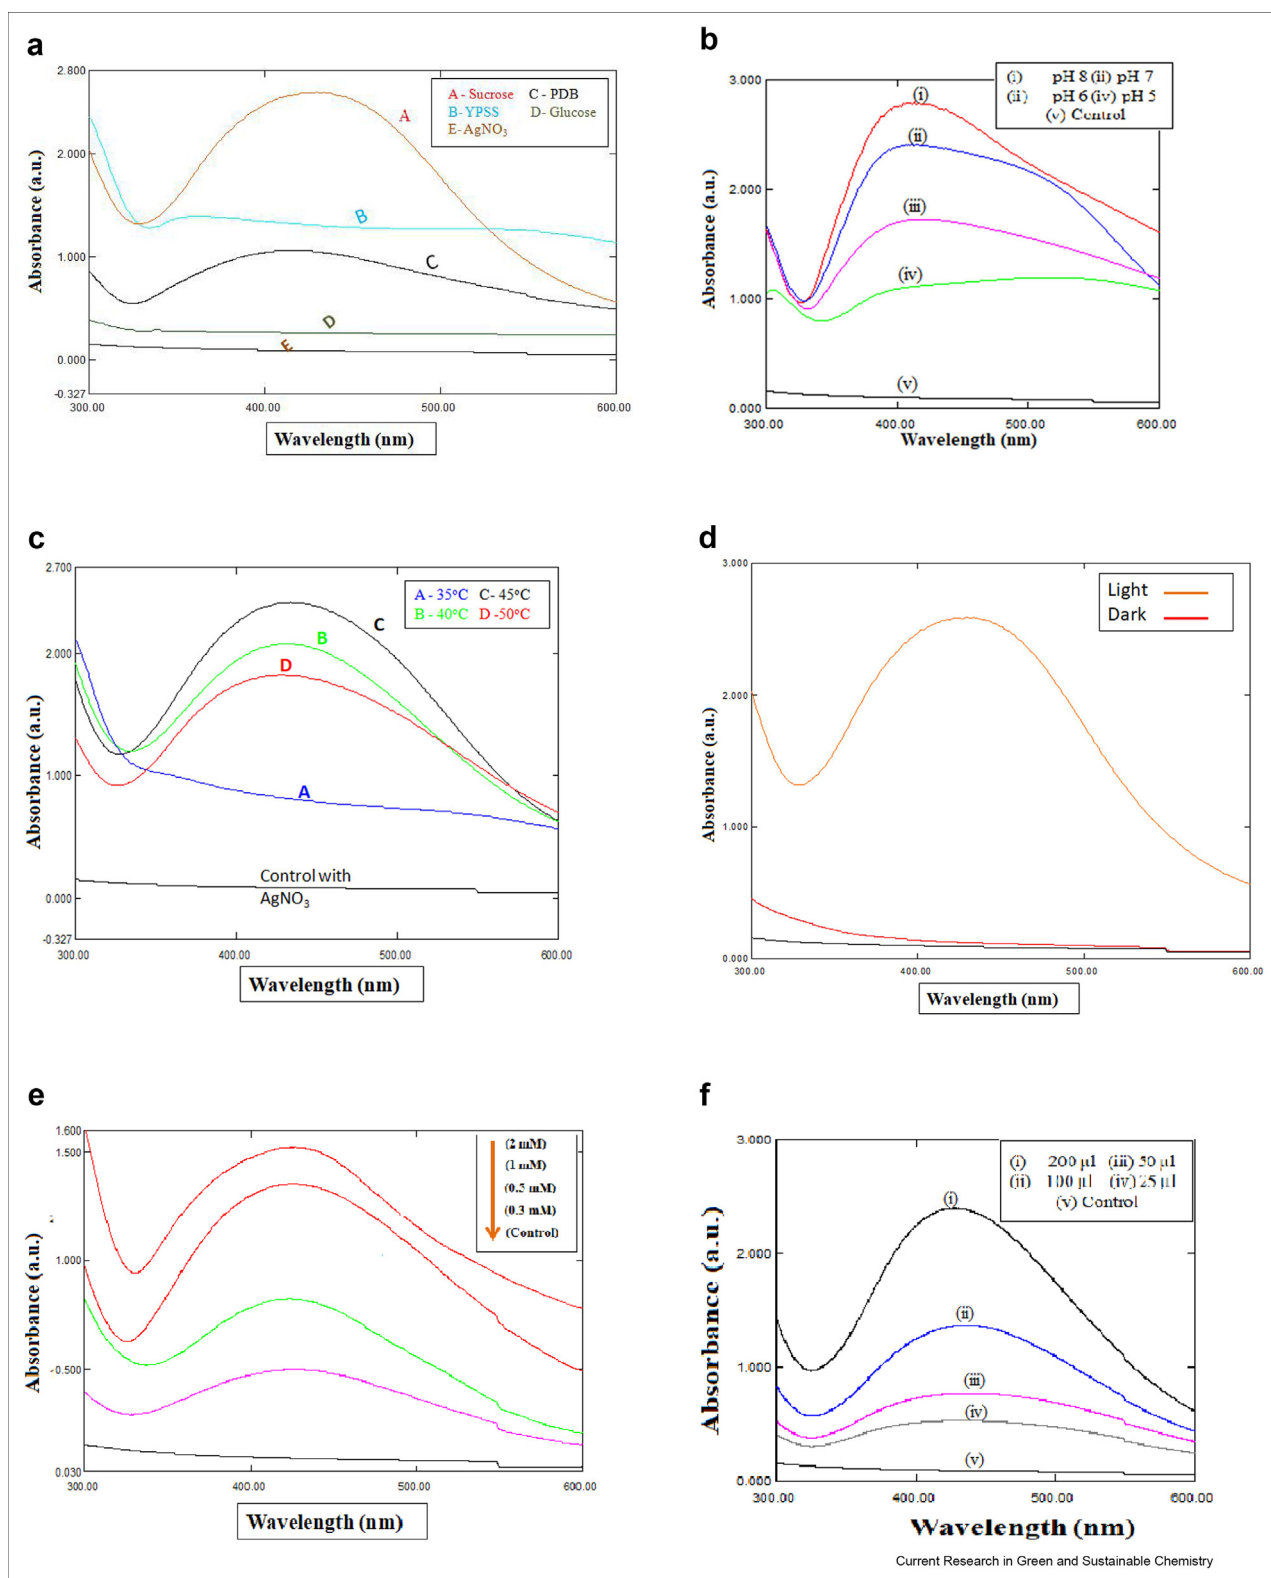 a
2.800
2.000
1.000
0.000
-0.327
300.00 400.00 500.00 600.00
Absorbance (a.u.)
Wavelength (nm)
A - Sucrose C - PDB
B- YPSS D- Glucose
E- AgNO3
A
B
C
D
E
b
3.000
2.000
1.000
0.000
300.00 400.00 500.00 600.00
Absorbance (a.u.)
Wavelength (nm)
(i) pH 8 (ii) pH 7
(ii) pH 6 (iv) pH 5
(v) Control
(i)
(ii)
(iii)
(iv)
(v)
c
2.700
2.000
1.000
0.000
-0.327
300.00 400.00 500.00 600.00
Absorbance (a.u.)
Wavelength (nm)
A - 35°C C- 45°C
B - 40°C D -50°C
C
B
D
A
Control with
AgNO3
d
3.000
2.000
1.000
0.000
300.00 400.00 500.00 600.00
Absorbance (a.u.)
Wavelength (nm)
Light
Dark
e
1.600
1.500
1.000
-0.500
0.030
300.00 400.00 500.00 600.00
Absorbance (a.u.)
Wavelength (nm)
(2 mM)
(1 mM)
(0.5 mM)
(0.3 mM)
(Control)
f
3.000
2.000
1.000
0.000
300.00 400.00 500.00 600.00
Absorbance (a.u.)
Wavelength (nm)
(i) 200 µl (iii) 50 µl
(ii) 100 µl (iv) 25 µl
(v) Control
(i)
(ii)
(iii)
(iv)
(v)
Current Research in Green and Sustainable Chemistry